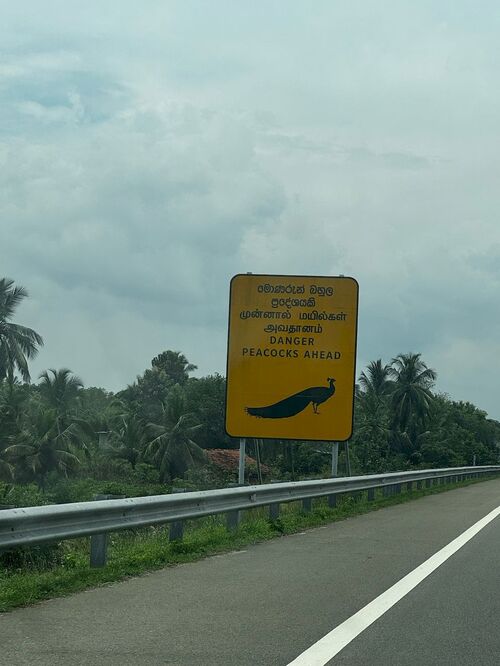 මොණරුන් බහුල
ප්‍රදේශයකි
முன்னால் மயில்கள்
அவதானம்
DANGER
PEACOCKS AHEAD